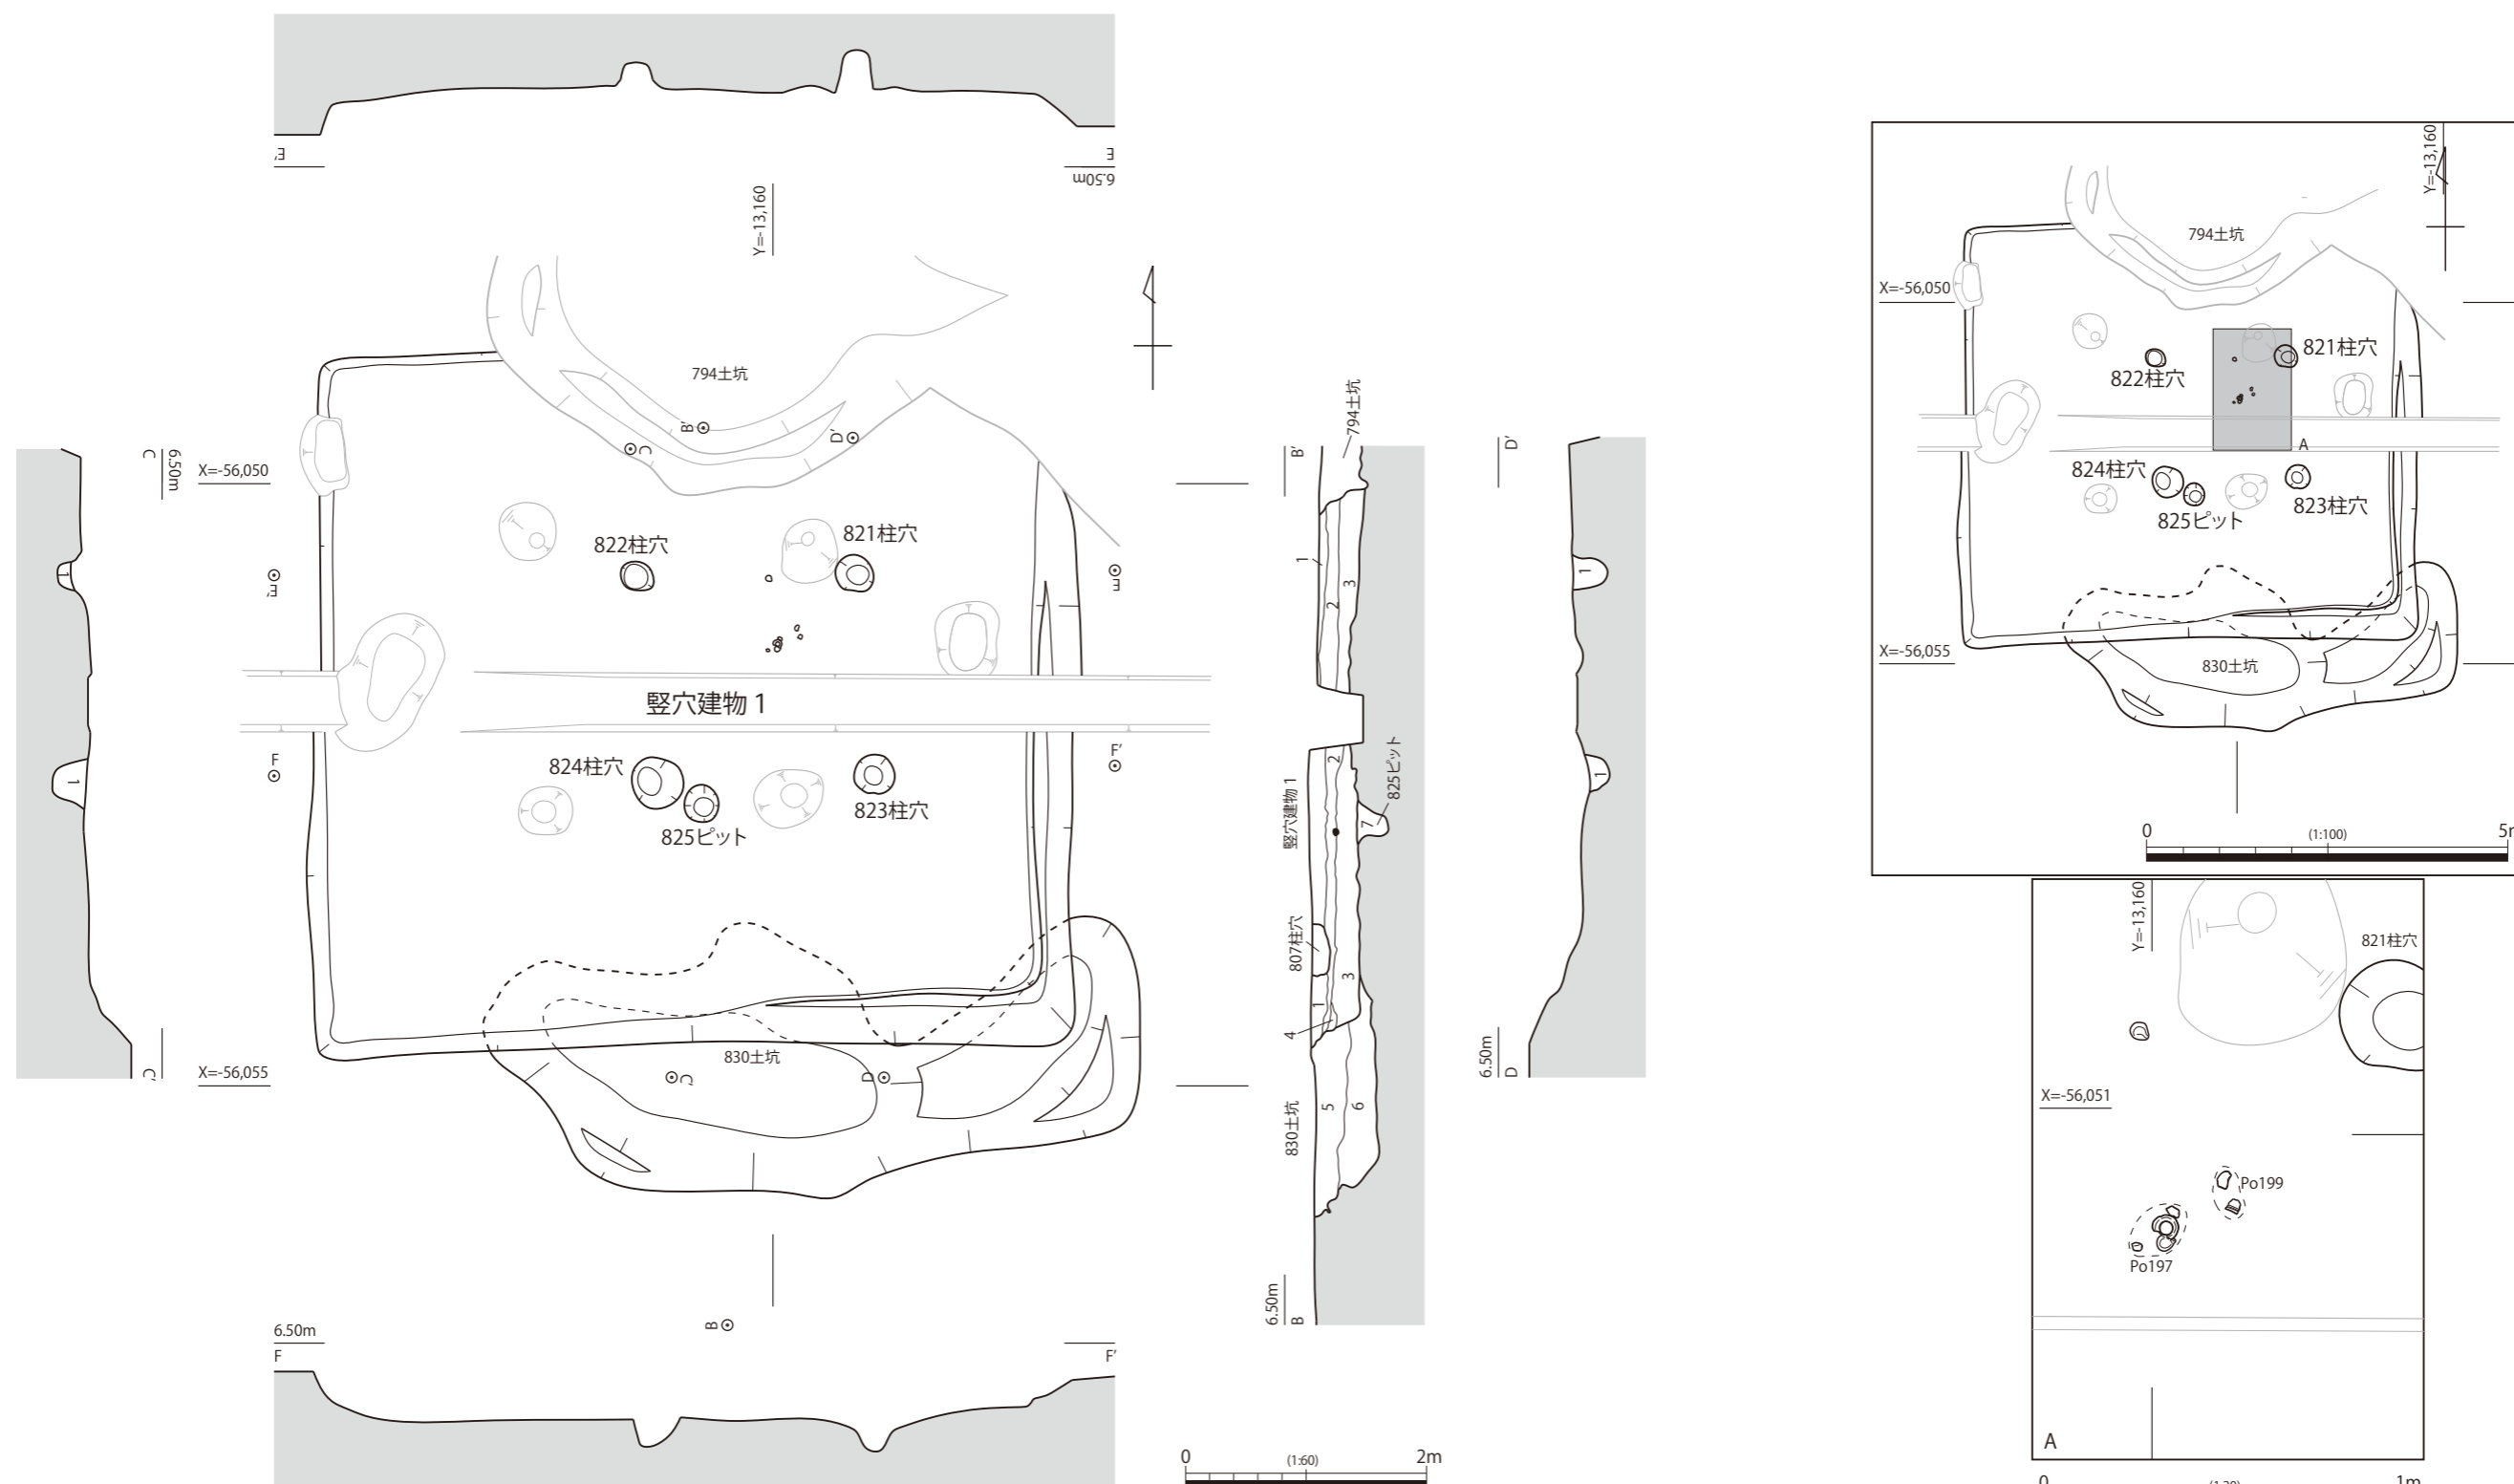 E'
E
6.50m
Y=-13,160
794土坑
B'
C
D'
C
6.50m
X=-56,050
822柱穴
821柱穴
E'
E
1
竪穴建物 1
F
F'
1
824柱穴
823柱穴
825ピット
830土坑
C'
D
C'
X=-56,055
B
6.50m
F
F'
794土坑
B'
1
3
2
2
825ピット
竪穴建物 1
7
807柱穴
3
1
4
5
6
830土坑
6.50m
B
D'
1
1
6.50m
D
0
(1:60)
2m
Y=-13,160
794土坑
X=-56,050
821柱穴
822柱穴
A
824柱穴
825ピット
823柱穴
X=-56,055
830土坑
0
(1:100)
Y=-13,160
821柱穴
X=-56,051
Po199
Po197
A
0
1m